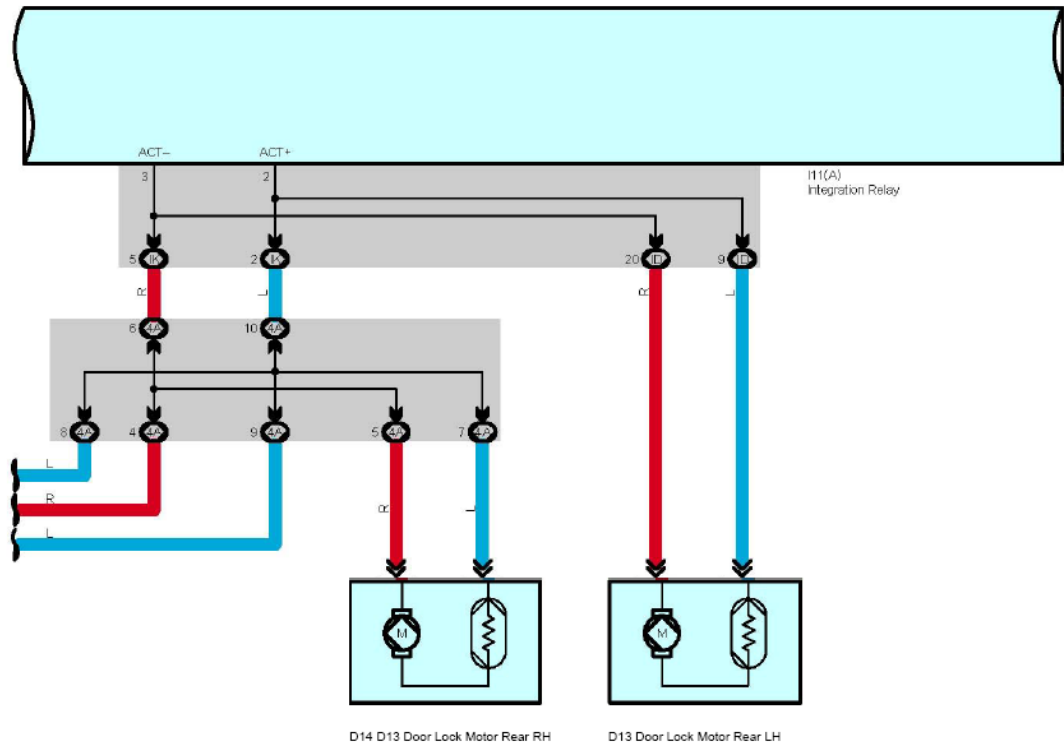 ACT− ACT+
3 2
I11(A)
Integration Relay
5 IK 2 IK 20 ID 9 ID
R L R L
6 4A 10 4A
8 4A 4 4A 9 4A 5 4A 7 4A
L
R
L
R L
M M
D14 D13 Door Lock Motor Rear RH
D13 Door Lock Motor Rear LH